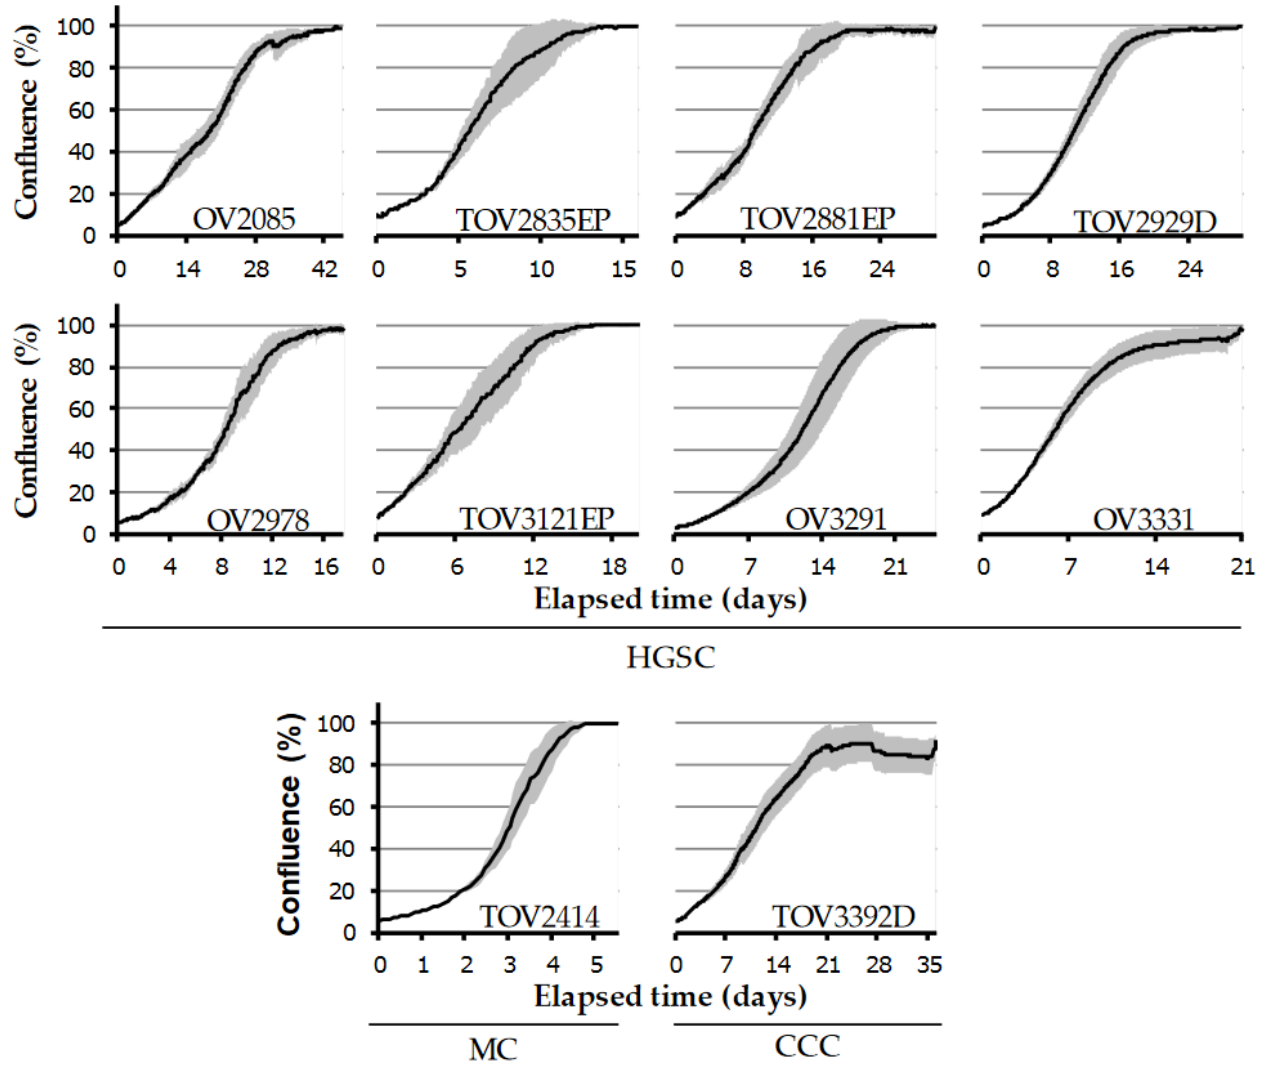 Confluence (%)
100
80
60
40
20
0
OV2085
TOV2835EP
TOV2881EP
TOV2929D
0 14 28 42
0 5 10 15
0 8 16 24
0 8 16 24
Confluence (%)
100
80
60
40
20
0
OV2978
TOV3121EP
OV3291
OV3331
0 4 8 12 16
0 6 12 18
0 7 14 21
0 7 14 21
Elapsed time (days)
HGSC
Confluence (%)
100
80
60
40
20
0
TOV2414
TOV3392D
0 1 2 3 4 5
0 7 14 21 28 35
Elapsed time (days)
MC
CCC